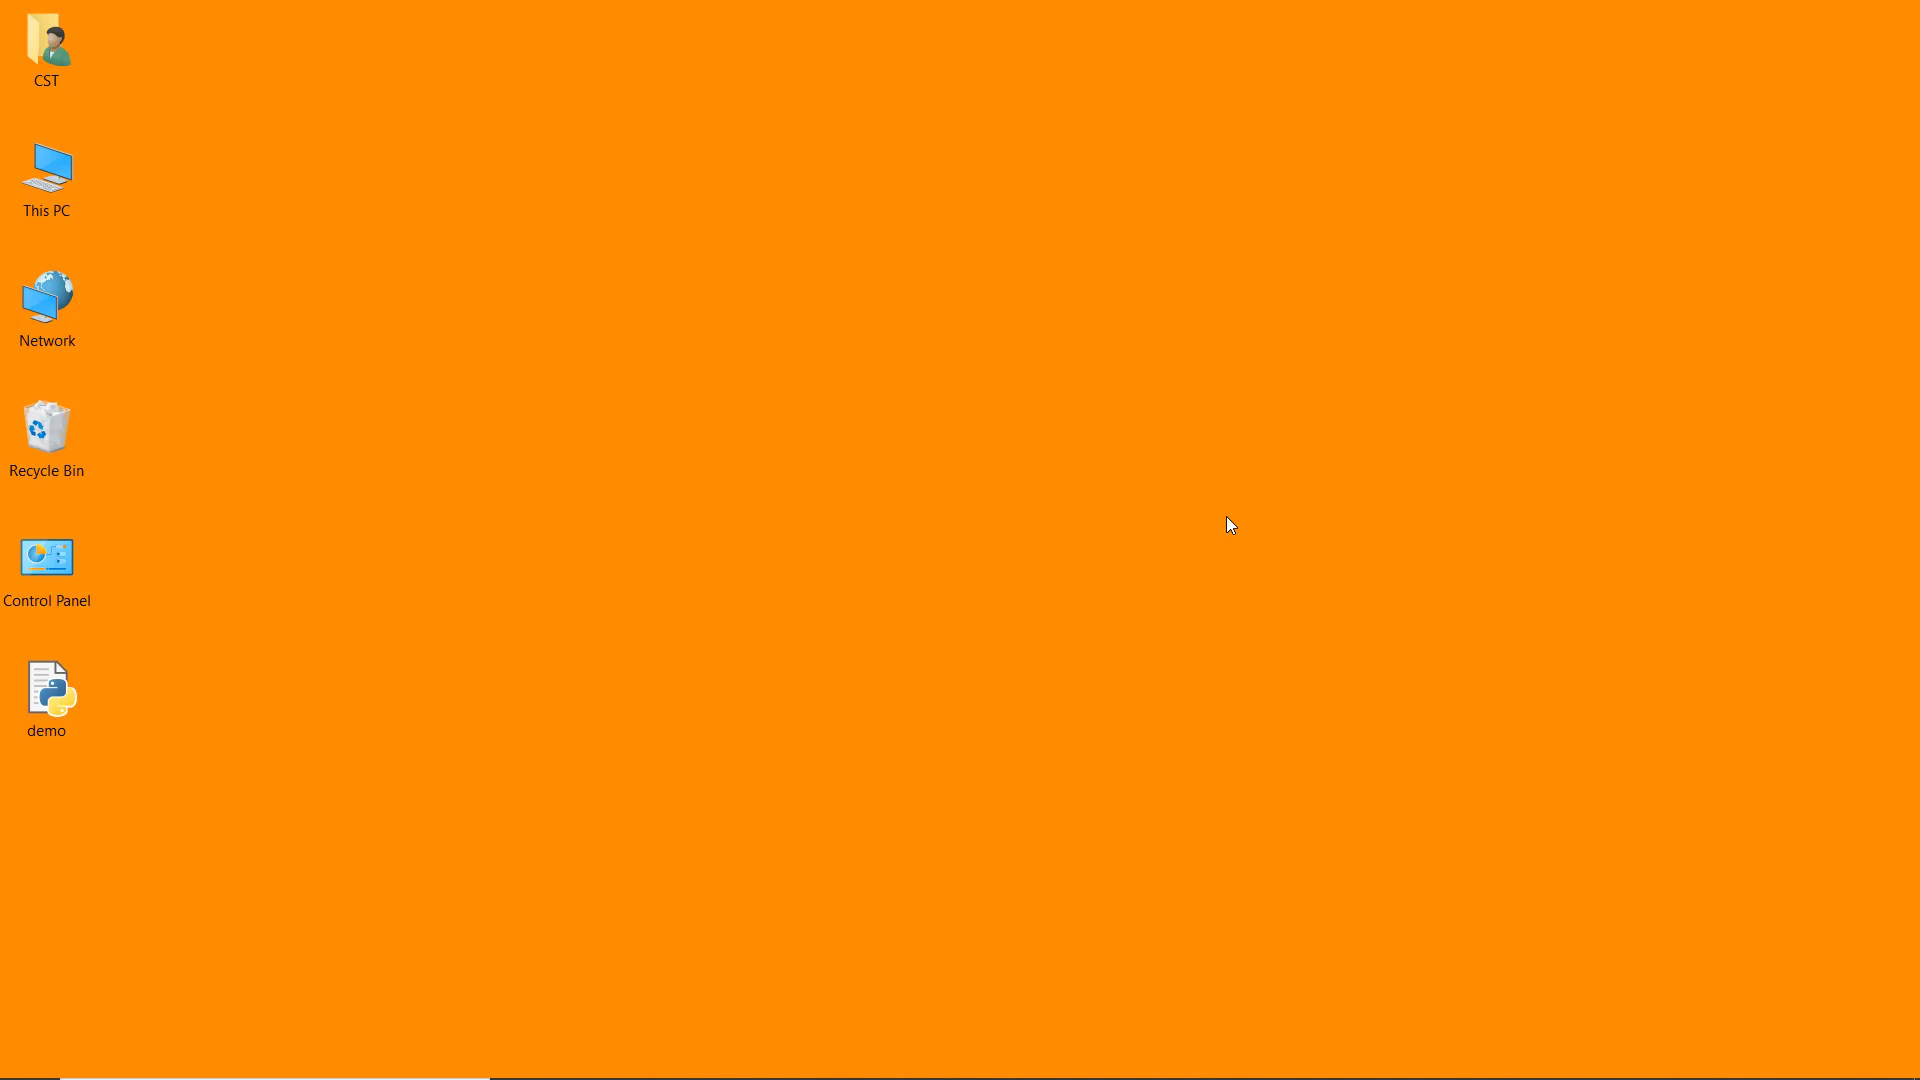 CST
This PC
Network
Recycle Bin
Control Panel
demo